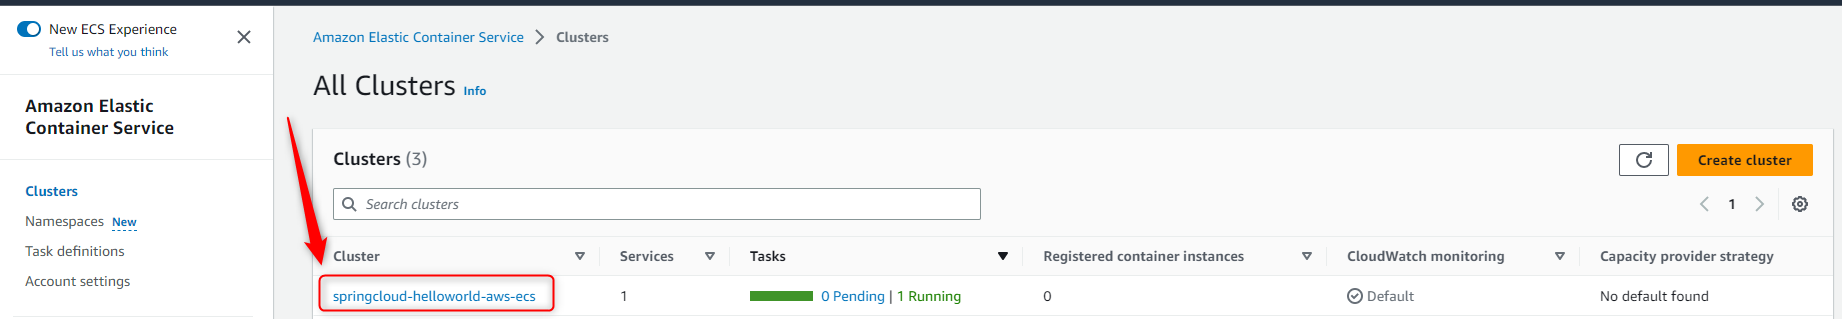 New ECS Experience
Tell us what you think
Amazon Elastic
Container Service
Clusters
Namespaces New
Task definitions
Account settings
Amazon Elastic Container Service > Clusters
All Clusters Info
Clusters (3)
Create cluster
Search clusters
1
Cluster Services Tasks Registered container instances CloudWatch monitoring Capacity provider strategy
springcloud-helloworld-aws-ecs 1 0 Pending | 1 Running 0 Default No default found